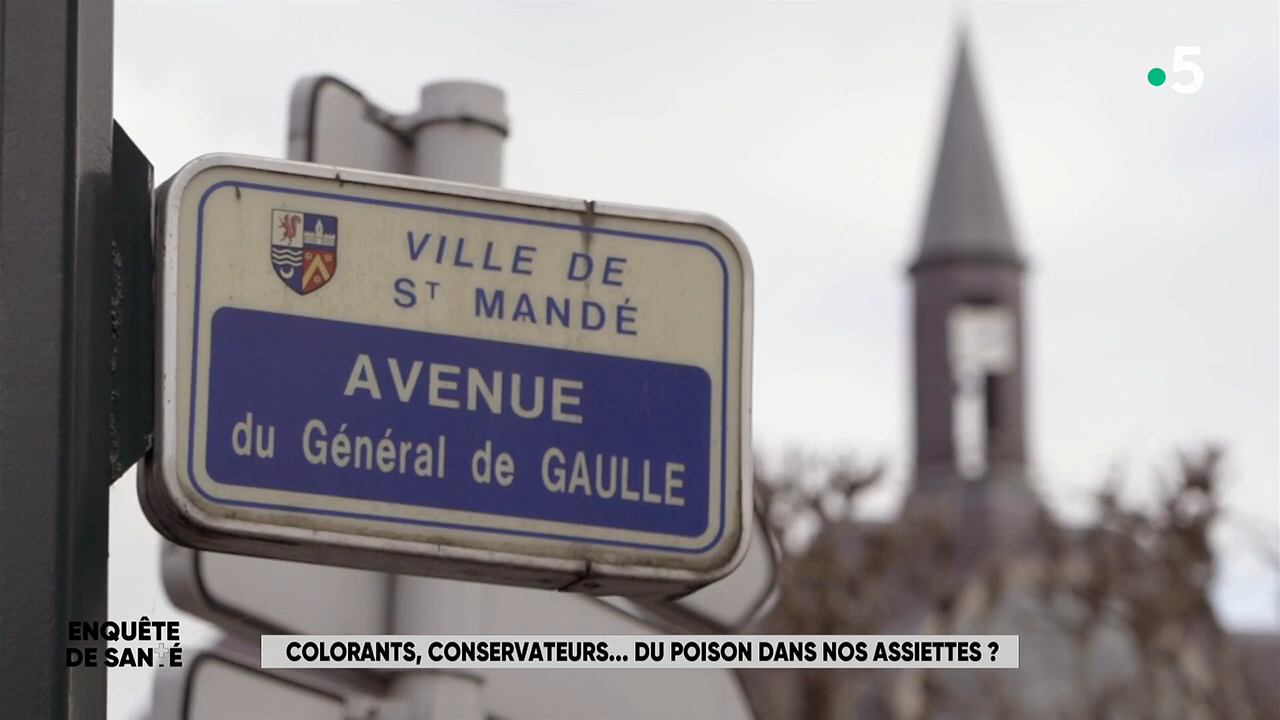 5
VILLE DE
ST MANDÉ
AVENUE
du Général de GAULLE
ENQUÊTE
DE SANTÉ
COLORANTS, CONSERVATEURS... DU POISON DANS NOS ASSIETTES ?